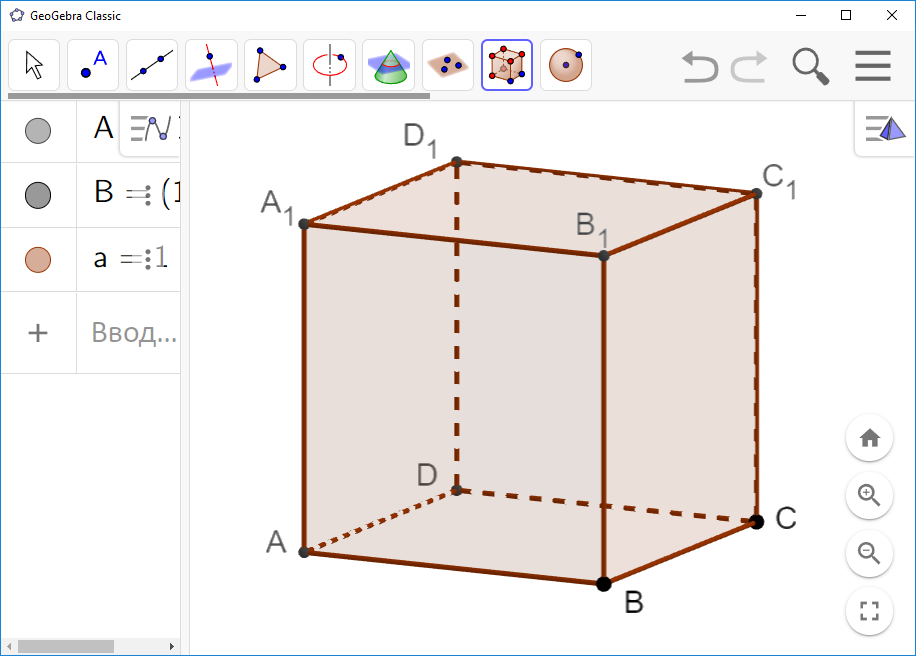 GeoGebra Classic
A
A
B = (1
a = 1
Ввод...
D1
C1
A1
B1
D
A
C
B